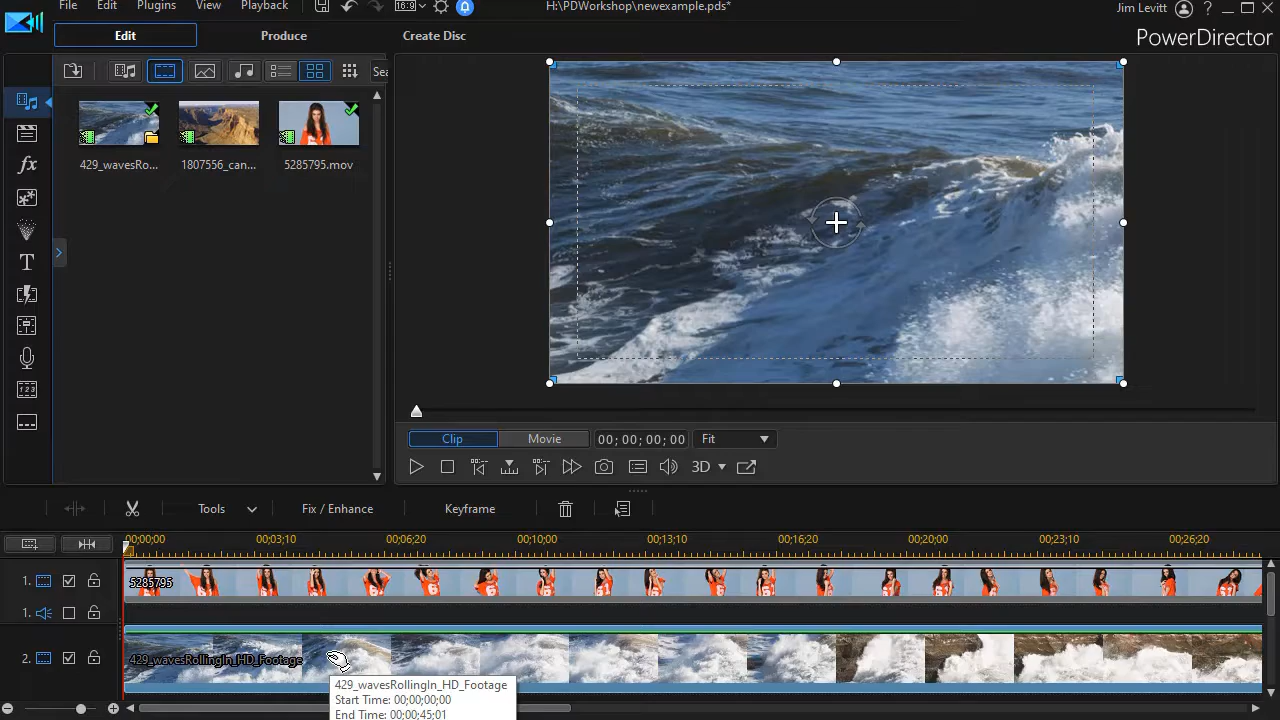 File Edit Plugins View Playback 16:9 H:\PDWorkshop\newexample.pds* Jim Levitt ?
Edit Produce Create Disc PowerDirector
Sea
429_wavesRo... 1807556_can... 5285795.mov
Clip Movie 00;00;00;00 Fit
3D
Tools Fix / Enhance Keyframe
00;00;00 00;03;10 00;06;20 00;10;00 00;13;10 00;16;20 00;20;00 00;23;10 00;26;20
1. 5285795
1.
2. 429_wavesRollingIn_HD_Footage
429_wavesRollingIn_HD_Footage
Start Time: 00;00;00;00
End Time: 00;00;45;01